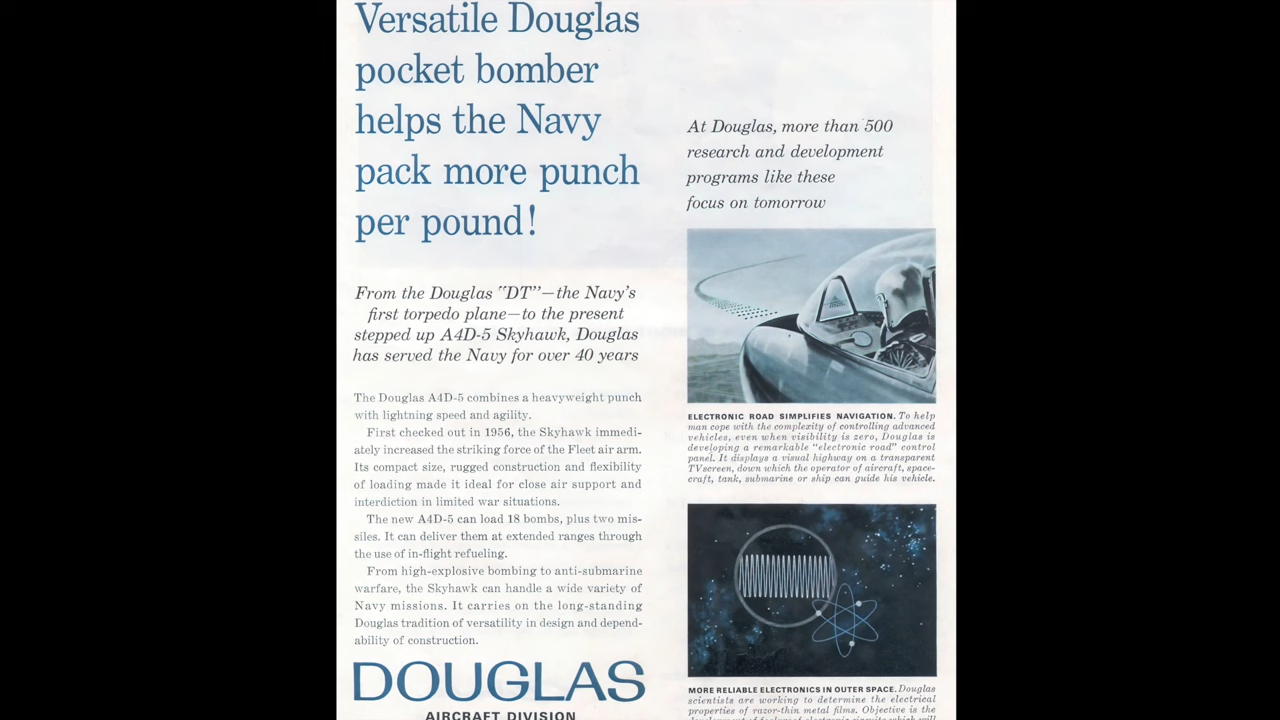 Versatile Douglas
pocket bomber
helps the Navy
pack more punch
per pound!
From the Douglas "DT"—the Navy's
first torpedo plane—to the present
stepped up A4D-5 Skyhawk, Douglas
has served the Navy for over 40 years
The Douglas A4D-5 combines a heavyweight punch
with lightning speed and agility.
First checked out in 1956, the Skyhawk immedi-
ately increased the striking force of the Fleet air arm.
Its compact size, rugged construction and flexibility
of loading made it ideal for close air support and
interdiction in limited war situations.
The new A4D-5 can load 18 bombs, plus two mis-
siles. It can deliver them at extended ranges through
the use of in-flight refueling.
From high-explosive bombing to anti-submarine
warfare, the Skyhawk can handle a wide variety of
Navy missions. It carries on the long-standing
Douglas tradition of versatility in design and depend-
ability of construction.
DOUGLAS
AIRCRAFT DIVISION
At Douglas, more than 500
research and development
programs like these
focus on tomorrow
ELECTRONIC ROAD SIMPLIFIES NAVIGATION. To help
man cope with the complexity of controlling advanced
vehicles, even when visibility is zero, Douglas is
developing a remarkable "electronic road" control
panel. It displays a visual highway on a transparent
TV screen, down which the operator of aircraft, space-
craft, tank, submarine or ship can guide his vehicle.
MORE RELIABLE ELECTRONICS IN OUTER SPACE. Douglas
scientists are working to determine the electrical
properties of razor-thin metal films. Objective is the